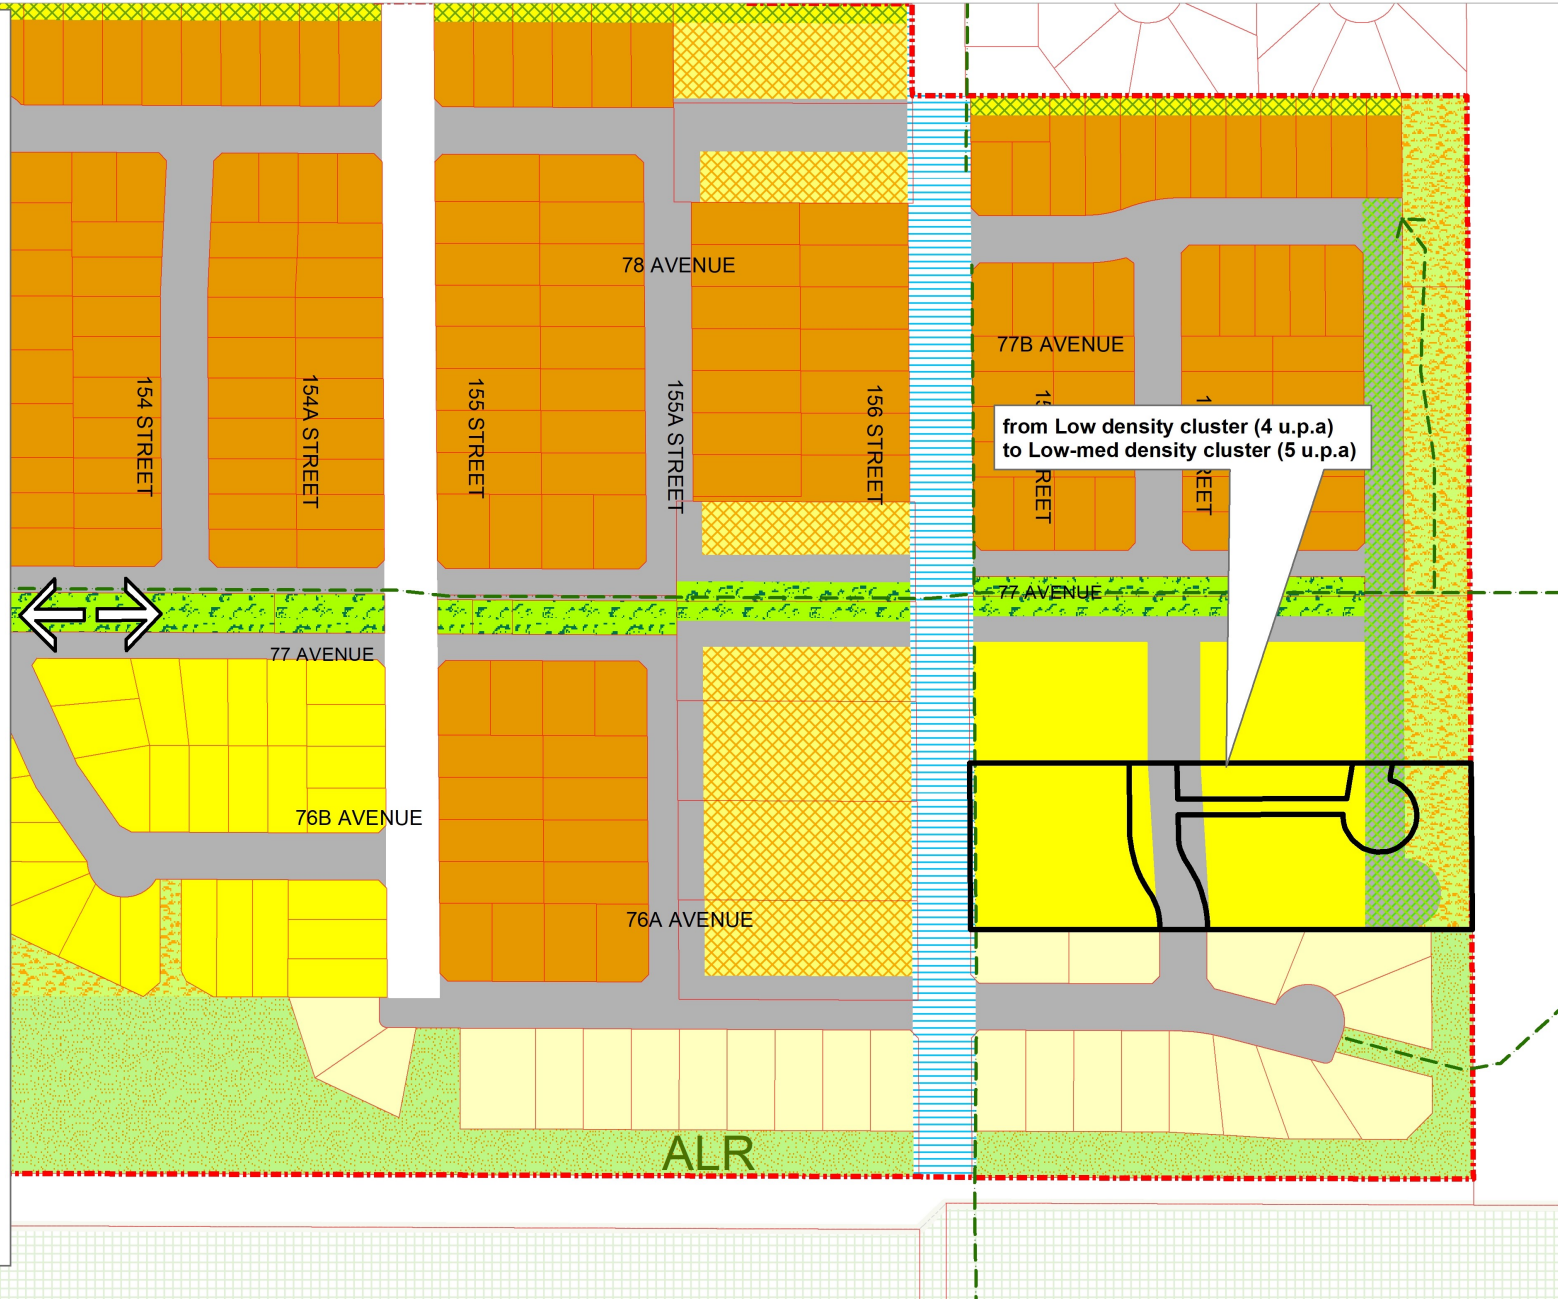 78 AVENUE
77B AVENUE
154 STREET
154A STREET
155 STREET
155A STREET
156 STREET
from Low density cluster (4 u.p.a)
to Low-med density cluster (5 u.p.a)
77 AVENUE
77 AVENUE
76B AVENUE
76A AVENUE
ALR